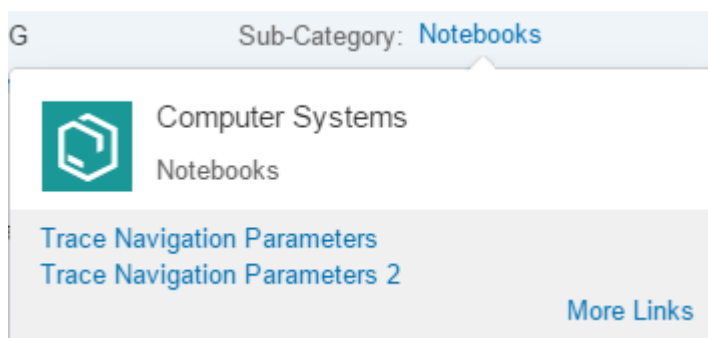 G Sub-Category: Notebooks
Computer Systems
Notebooks
Trace Navigation Parameters
Trace Navigation Parameters 2
More Links